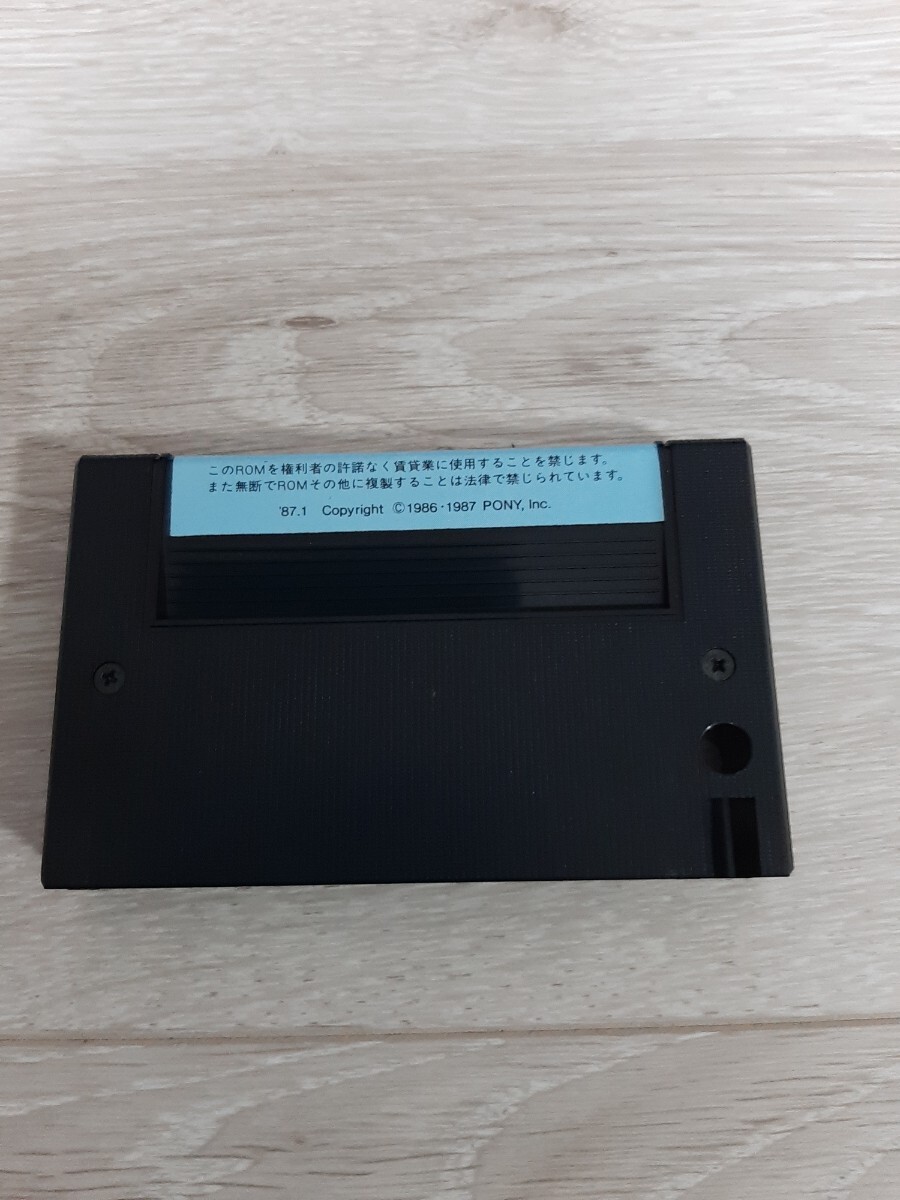 このROMを権利者の許諾なく賃貸業に使用することを禁じます。
また無断でROMその他に複製することは法律で禁じられています。
'87.1 Copyright ©1986・1987 PONY, Inc.